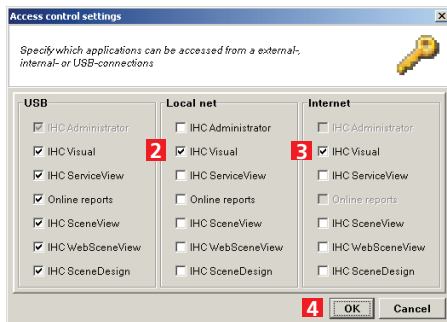 Access control settings
Specify which applications can be accessed from a external-,
internal- or USB-connections
USB
IHC Administrator
IHC Visual
IHC ServiceView
Online reports
IHC SceneView
IHC WebSceneView
IHC SceneDesign
Local net
IHC Administrator
2 IHC Visual
IHC ServiceView
Online reports
IHC SceneView
IHC WebSceneView
IHC SceneDesign
Internet
IHC Administrator
3 IHC Visual
IHC ServiceView
Online reports
IHC SceneView
IHC WebSceneView
IHC SceneDesign
4 OK Cancel